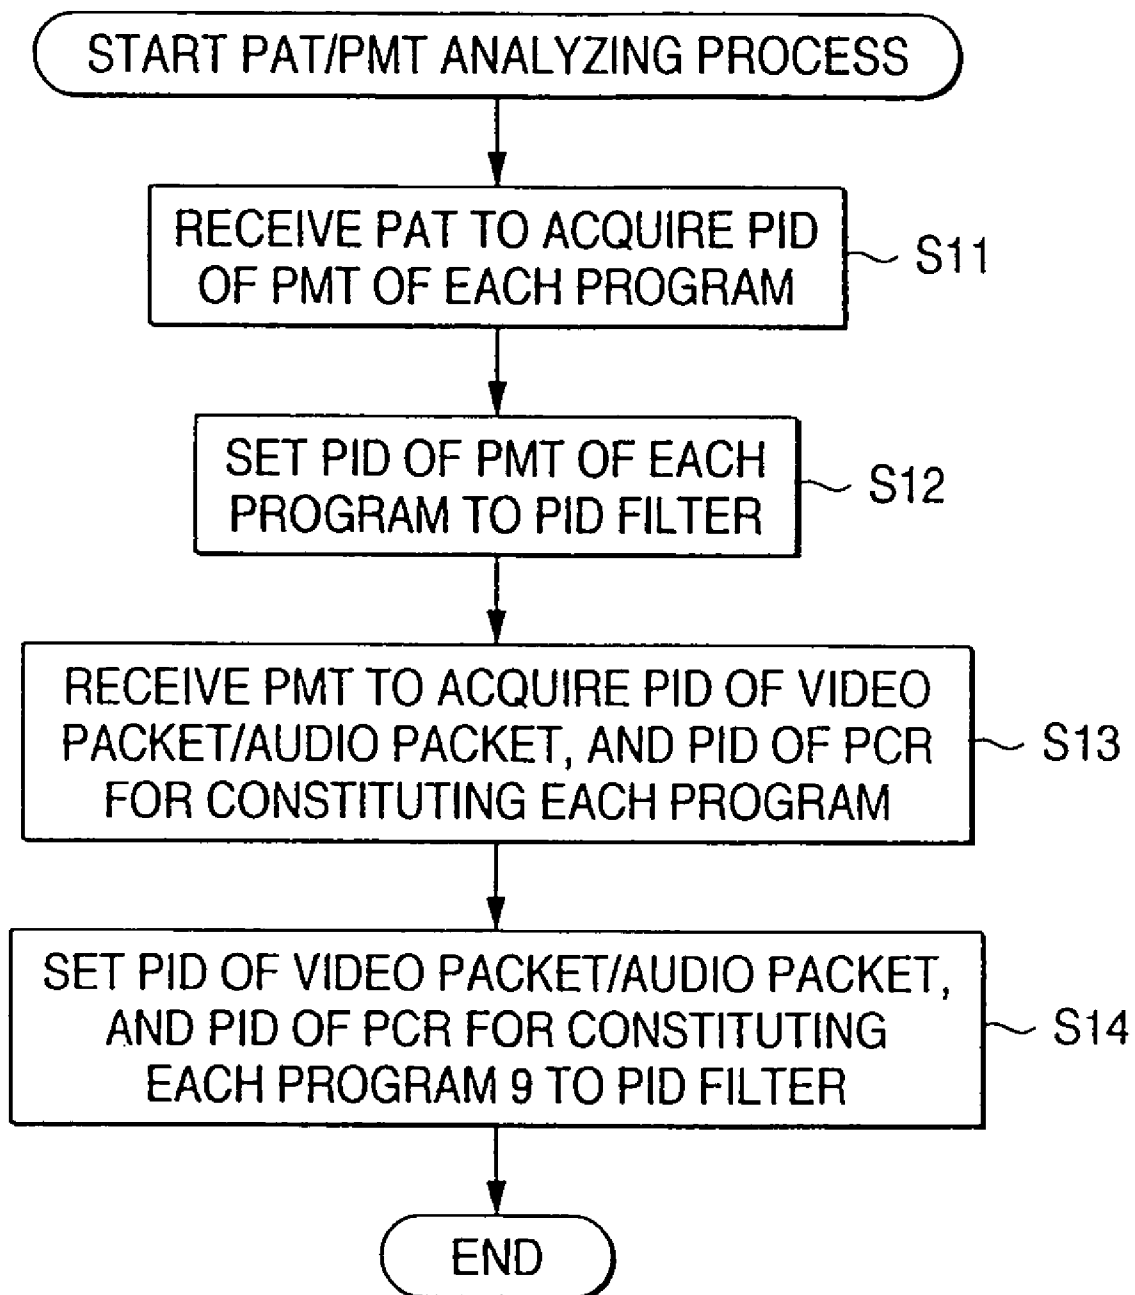 START PAT/PMT ANALYZING PROCESS
RECEIVE PAT TO ACQUIRE PID
OF PMT OF EACH PROGRAM
S11
SET PID OF PMT OF EACH
PROGRAM TO PID FILTER
S12
RECEIVE PMT TO ACQUIRE PID OF VIDEO
PACKET/AUDIO PACKET, AND PID OF PCR
FOR CONSTITUTING EACH PROGRAM
S13
SET PID OF VIDEO PACKET/AUDIO PACKET,
AND PID OF PCR FOR CONSTITUTING
EACH PROGRAM 9 TO PID FILTER
S14
END